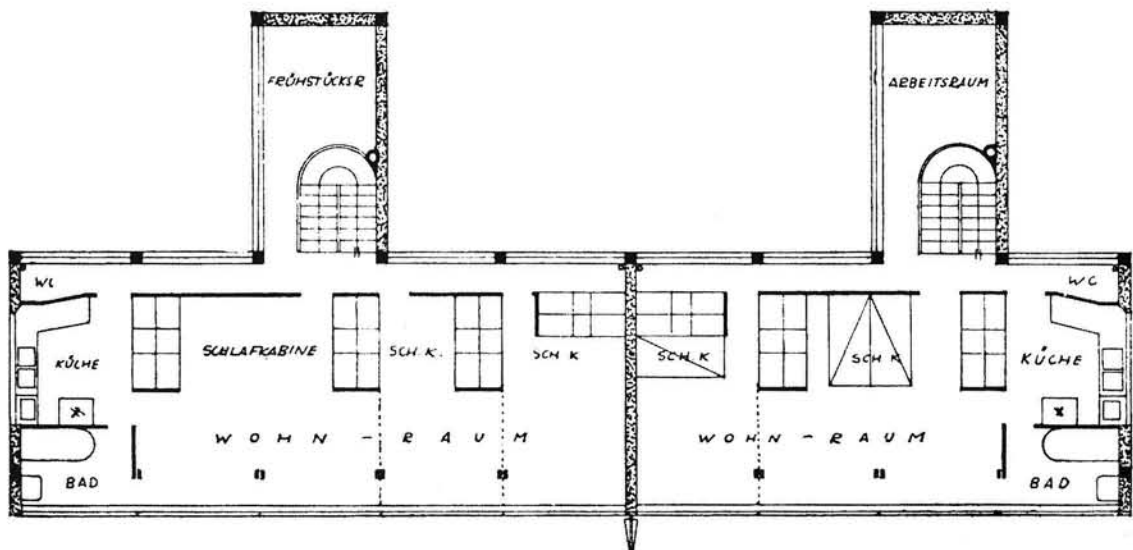 FRÜHSTÜCKSR
ARBEITSRAUM
WC
WC
KÜCHE
SCHLAFKABINE
SCH.K.
SCH K
SCH.K
SCH K
KÜCHE
WOHN-RAUM
WOHN-RAUM
BAD
BAD